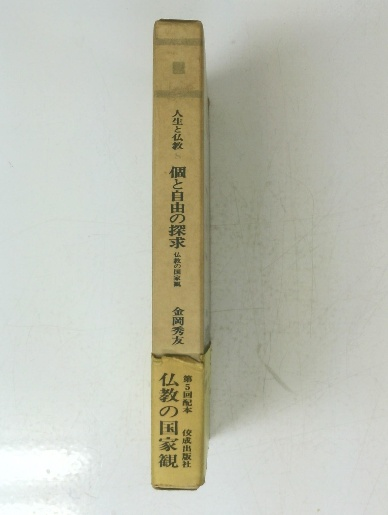 人生と仏教
個と自由の探求
仏教の国家観
金岡秀友
第5回配本 佼成出版社
仏教の国家観